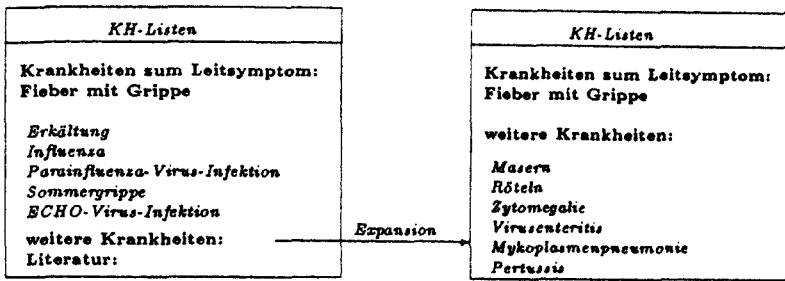 KH-Listen
Krankheiten zum Leitsymptom:
Fieber mit Grippe
Erkältung
Influenza
Parainfluenza-Virus-Infektion
Sommergrippe
ECHO-Virus-Infektion
weitere Krankheiten:
Literatur:
Expansion
KH-Listen
Krankheiten zum Leitsymptom:
Fieber mit Grippe
weitere Krankheiten:
Masern
Röteln
Zytomegalie
Virusenteritis
Mykoplasmenpneumonie
Pertussis